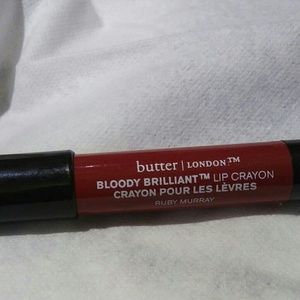 butter | LONDON™
BLOODY BRILLIANT™ LIP CRAYON
CRAYON POUR LES LÈVRES
RUBY MURRAY